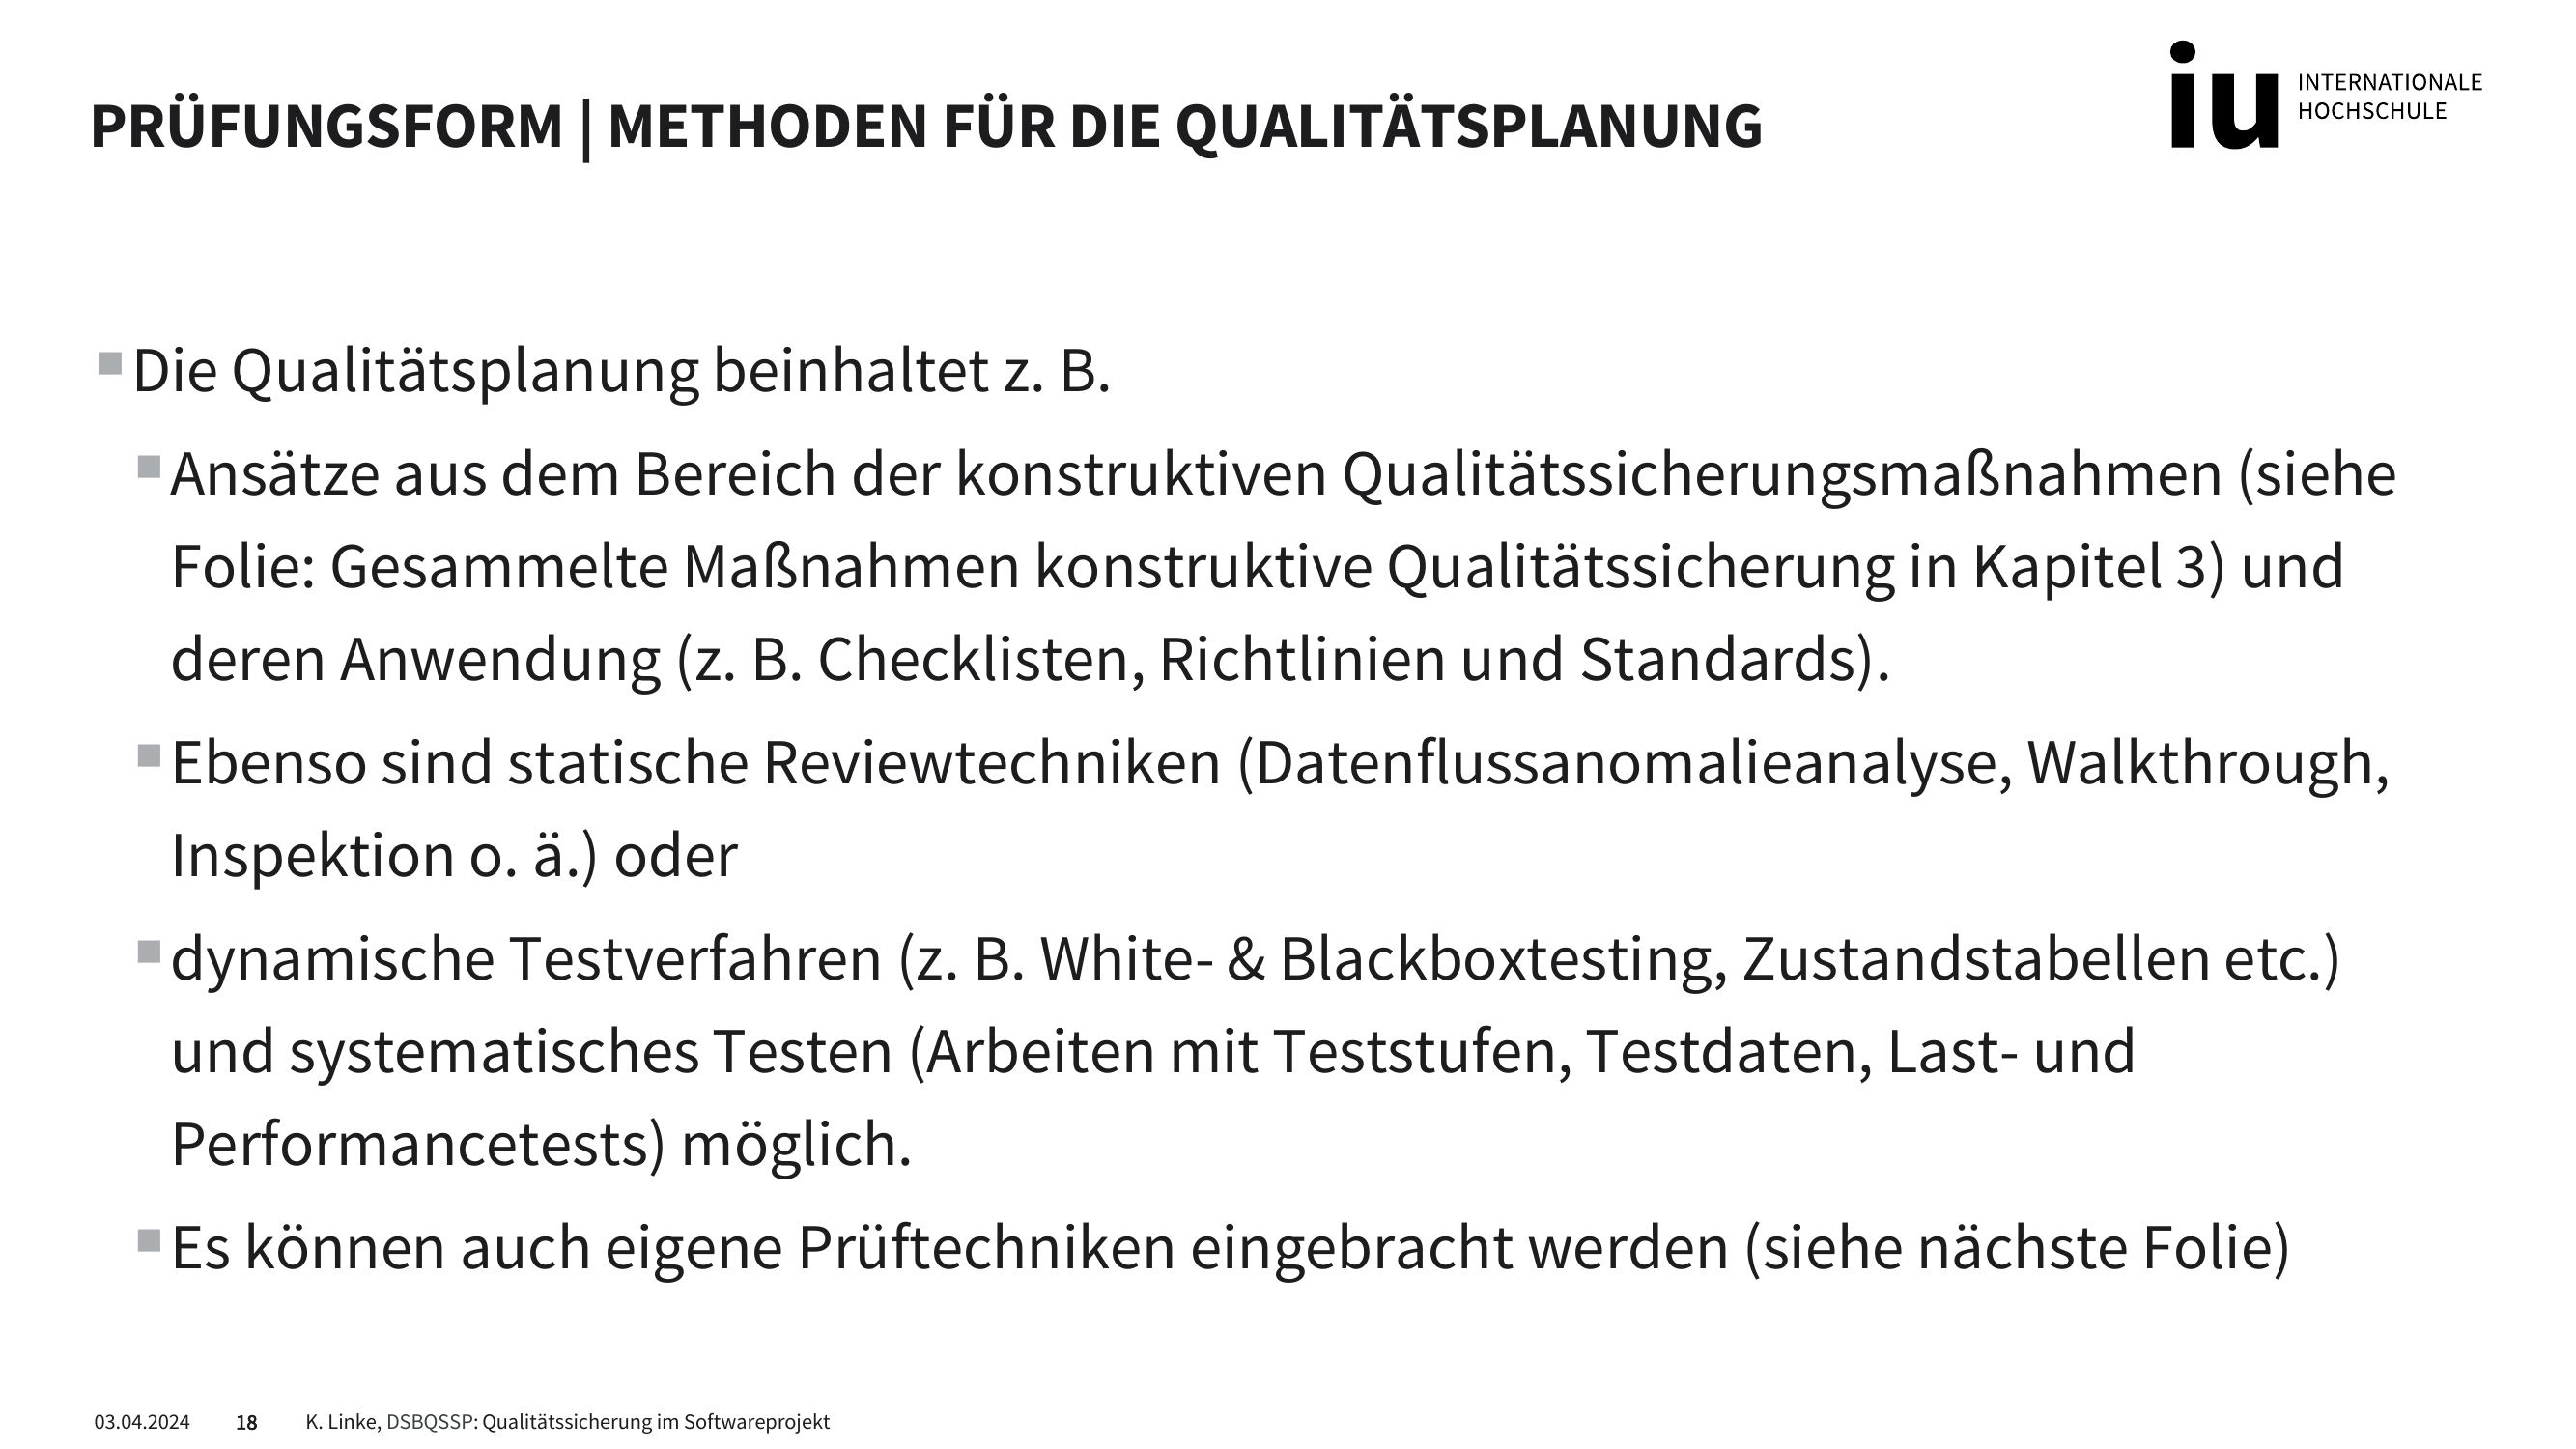 PRÜFUNGSFORM | METHODEN FÜR DIE QUALITÄTSPLANUNG
iu INTERNATIONALE
HOCHSCHULE
Die Qualitätsplanung beinhaltet z. B.
Ansätze aus dem Bereich der konstruktiven Qualitätssicherungsmaßnahmen (siehe
Folie: Gesammelte Maßnahmen konstruktive Qualitätssicherung in Kapitel 3) und
deren Anwendung (z. B. Checklisten, Richtlinien und Standards).
Ebenso sind statische Reviewtechniken (Datenflussanomalieanalyse, Walkthrough,
Inspektion o. ä.) oder
dynamische Testverfahren (z. B. White- & Blackboxtesting, Zustandstabellen etc.)
und systematisches Testen (Arbeiten mit Teststufen, Testdaten, Last- und
Performancetests) möglich.
Es können auch eigene Prüftechniken eingebracht werden (siehe nächste Folie)
03.04.2024 18 K. Linke, DSBQSSP: Qualitätssicherung im Softwareprojekt